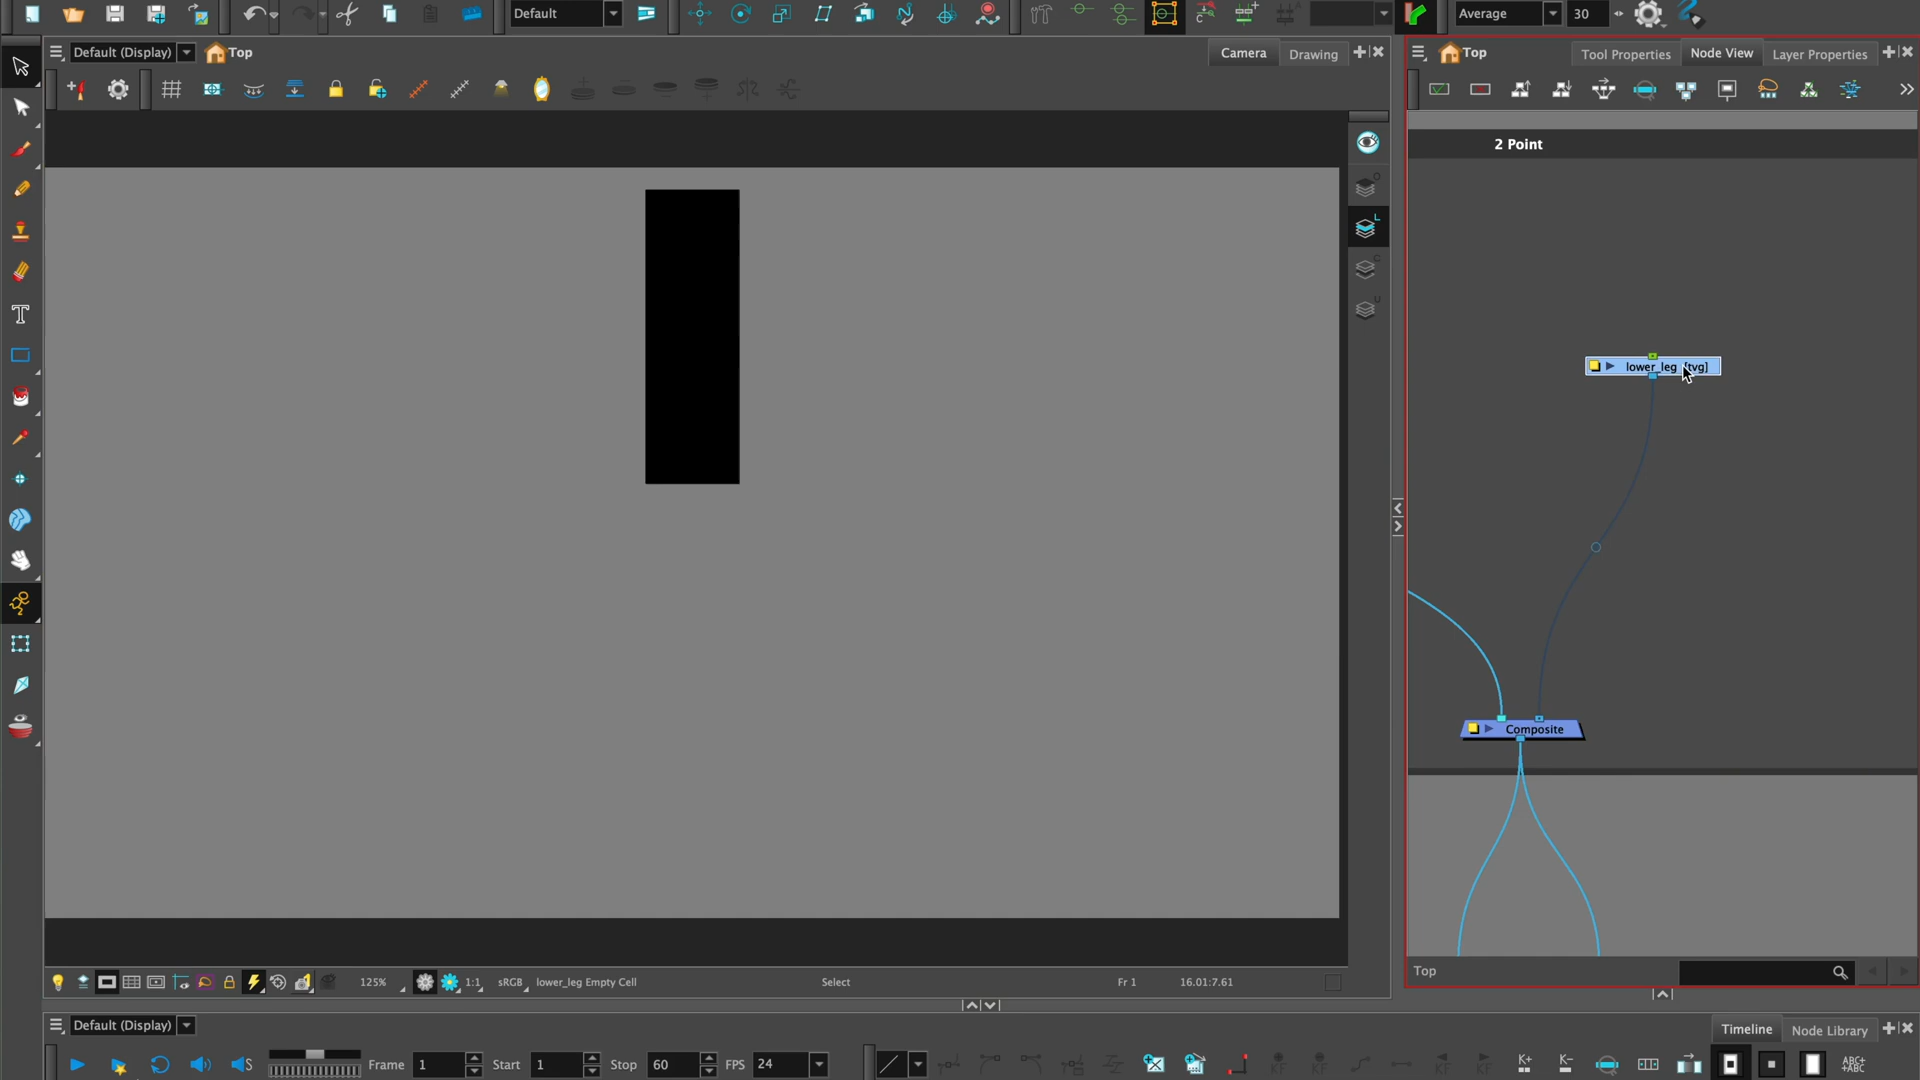 Default
Average
30
Default (Display)
Top
Camera
Drawing
Top
Tool Properties
Node View
Layer Properties
2 Point
lower_leg [tvg]
Composite
125%
1:1
sRGB
lower_leg Empty Cell
Select
Fr 1
16.01:7.61
Top
Default (Display)
Timeline
Node Library
Frame 1
Start 1
Stop 60
FPS 24